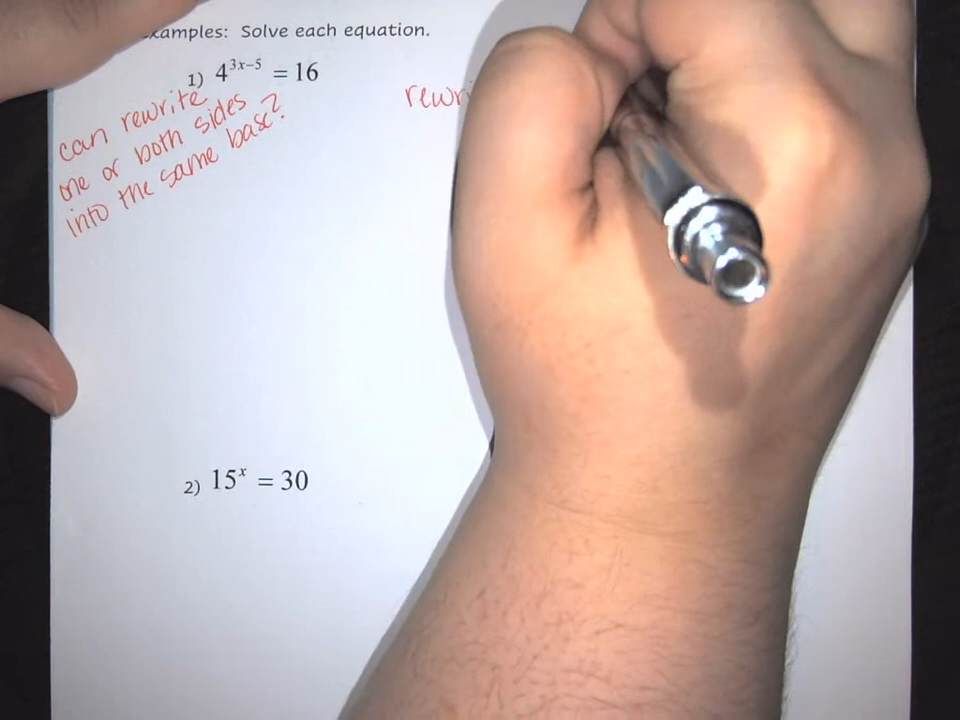 xamples: Solve each equation.
1) 4^{3x-5} = 16
can rewrite
one or both sides
into the same base?
rewri
2) 15^x = 30